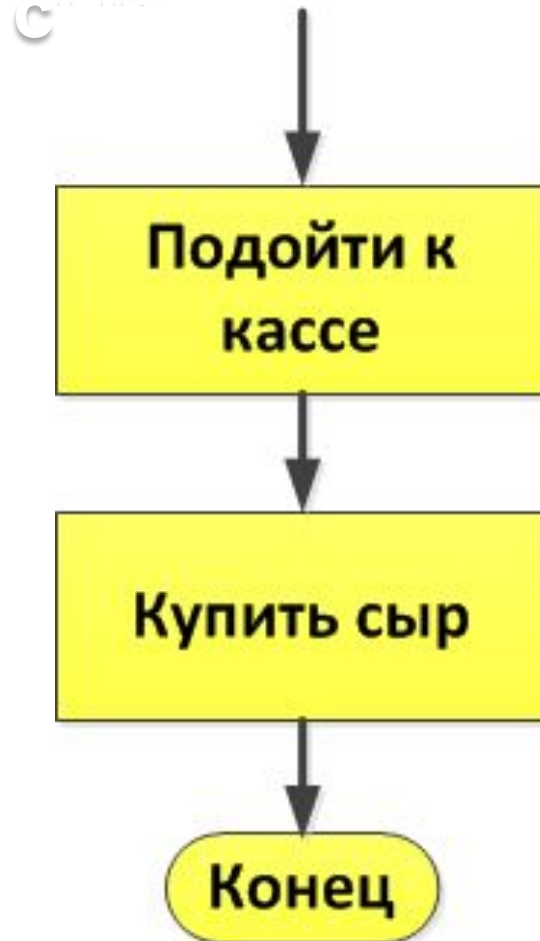 с
Подойти к
кассе
Купить сыр
Конец